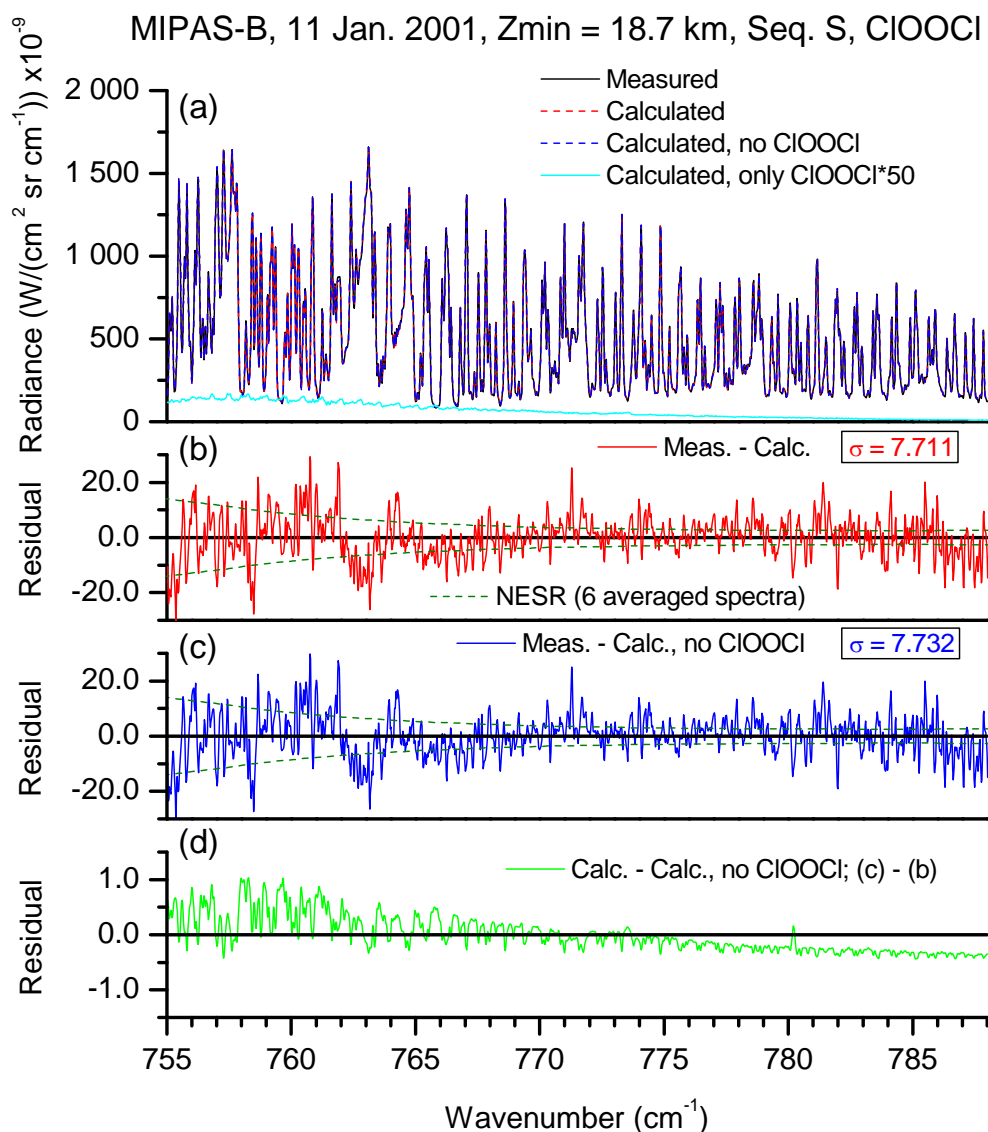 MIPAS-B, 11 Jan. 2001, Zmin = 18.7 km, Seq. S, ClOOCl
Radiance (W/(cm² sr cm⁻¹)) x10⁻⁹
2 000
1 500
1 000
500
0
(a)
Measured
Calculated
Calculated, no ClOOCl
Calculated, only ClOOCl*50
Residual
20.0
0.0
-20.0
(b)
Meas. - Calc.
σ = 7.711
NESR (6 averaged spectra)
Residual
20.0
0.0
-20.0
(c)
Meas. - Calc., no ClOOCl
σ = 7.732
Residual
1.0
0.0
-1.0
(d)
Calc. - Calc., no ClOOCl; (c) - (b)
755 760 765 770 775 780 785
Wavenumber (cm⁻¹)